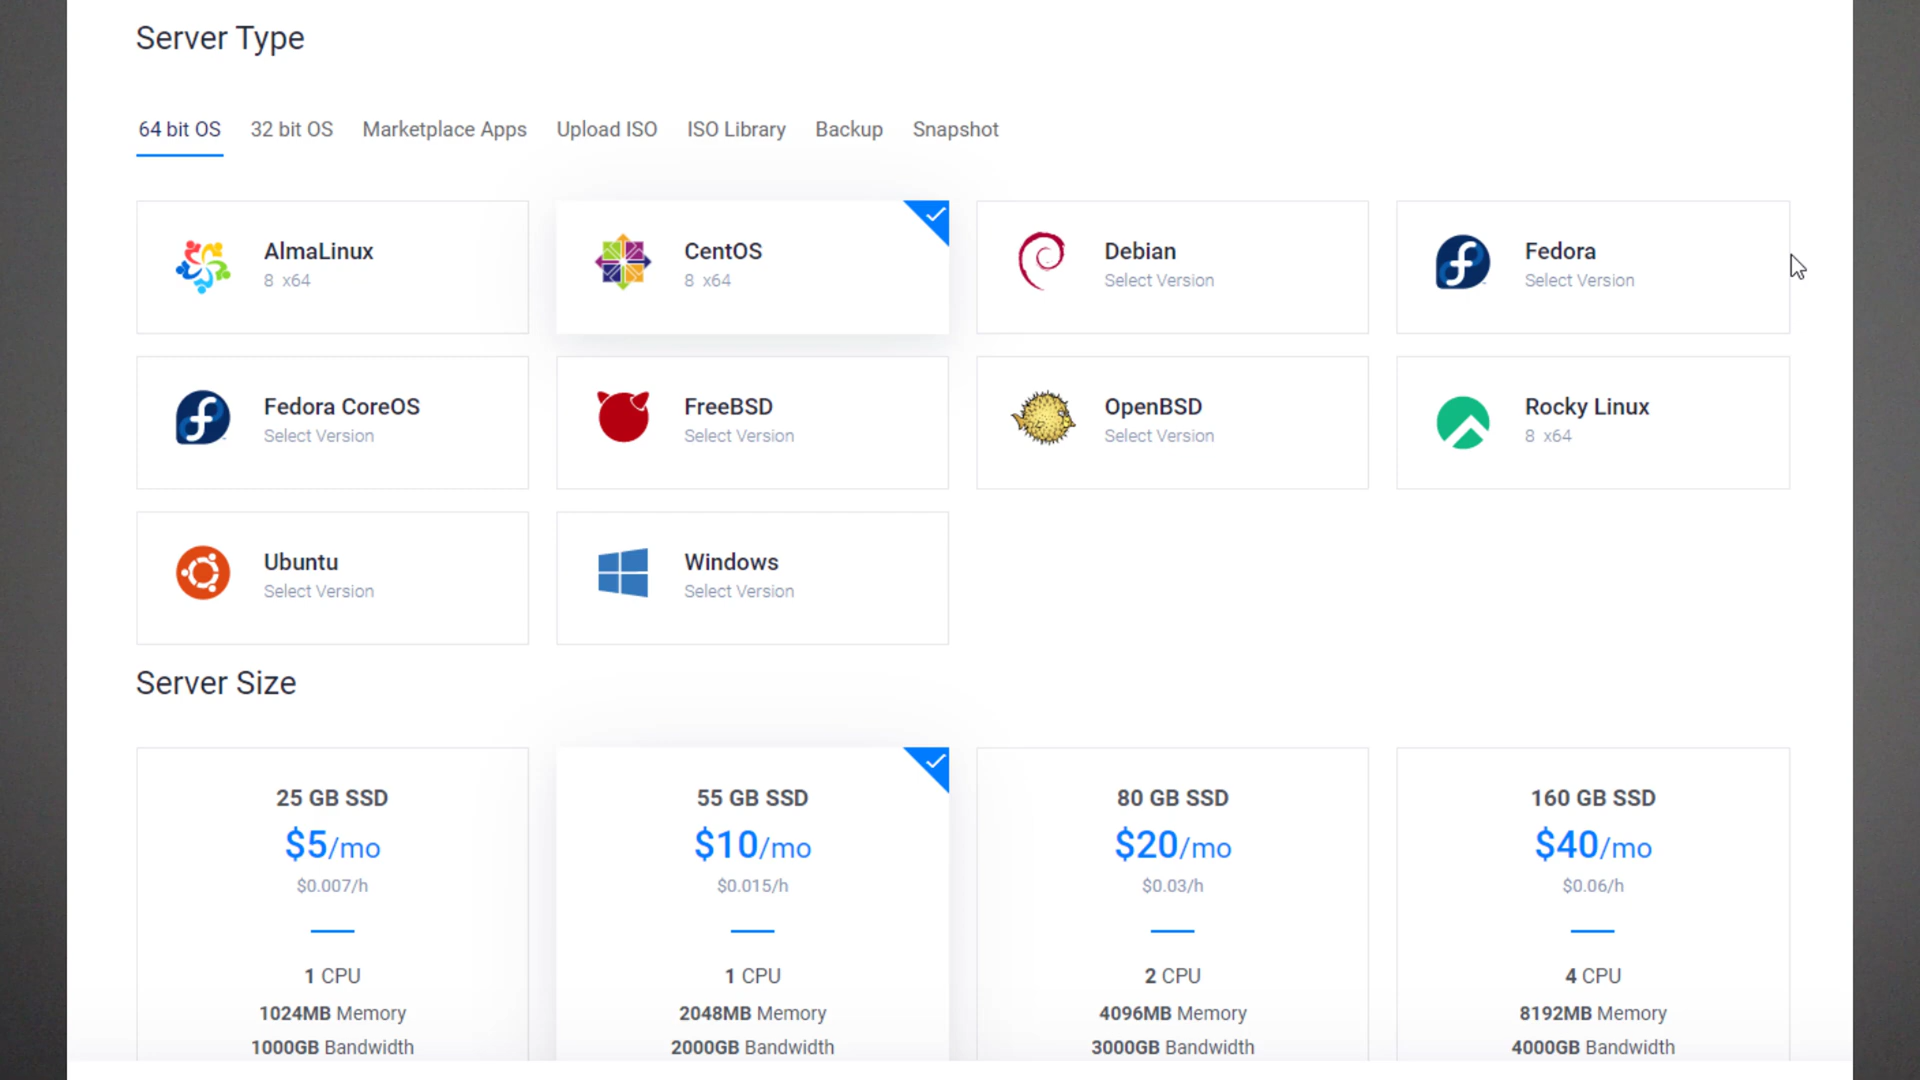 Server Type
64 bit OS
32 bit OS
Marketplace Apps
Upload ISO
ISO Library
Backup
Snapshot
AlmaLinux
8 x64
CentOS
8 x64
Debian
Select Version
Fedora
Select Version
Fedora CoreOS
Select Version
FreeBSD
Select Version
OpenBSD
Select Version
Rocky Linux
8 x64
Ubuntu
Select Version
Windows
Select Version
Server Size
25 GB SSD
$5/mo
$0.007/h
1 CPU
1024MB Memory
1000GB Bandwidth
55 GB SSD
$10/mo
$0.015/h
1 CPU
2048MB Memory
2000GB Bandwidth
80 GB SSD
$20/mo
$0.03/h
2 CPU
4096MB Memory
3000GB Bandwidth
160 GB SSD
$40/mo
$0.06/h
4 CPU
8192MB Memory
4000GB Bandwidth